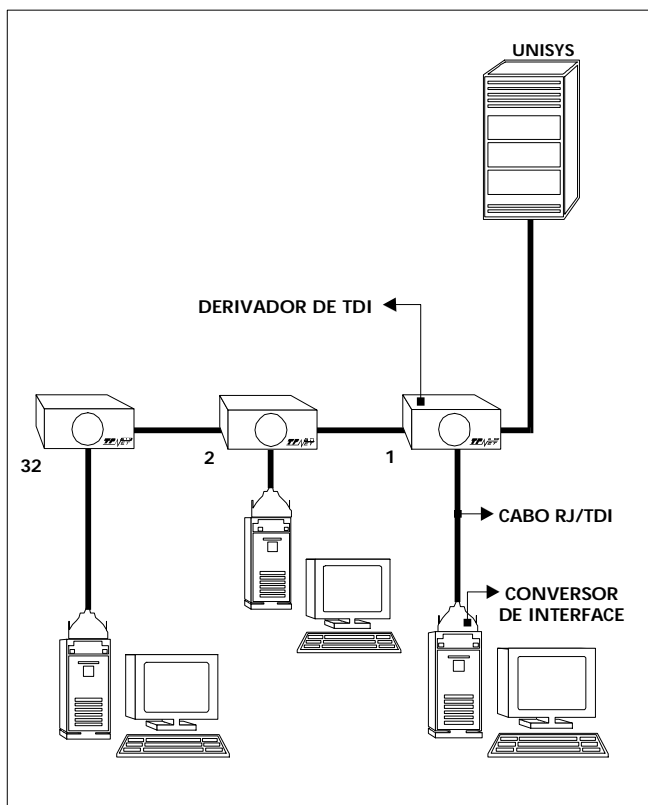 UNISYS
DERIVADOR DE TDI
32
2
1
CABO RJ/TDI
CONVERSOR
DE INTERFACE